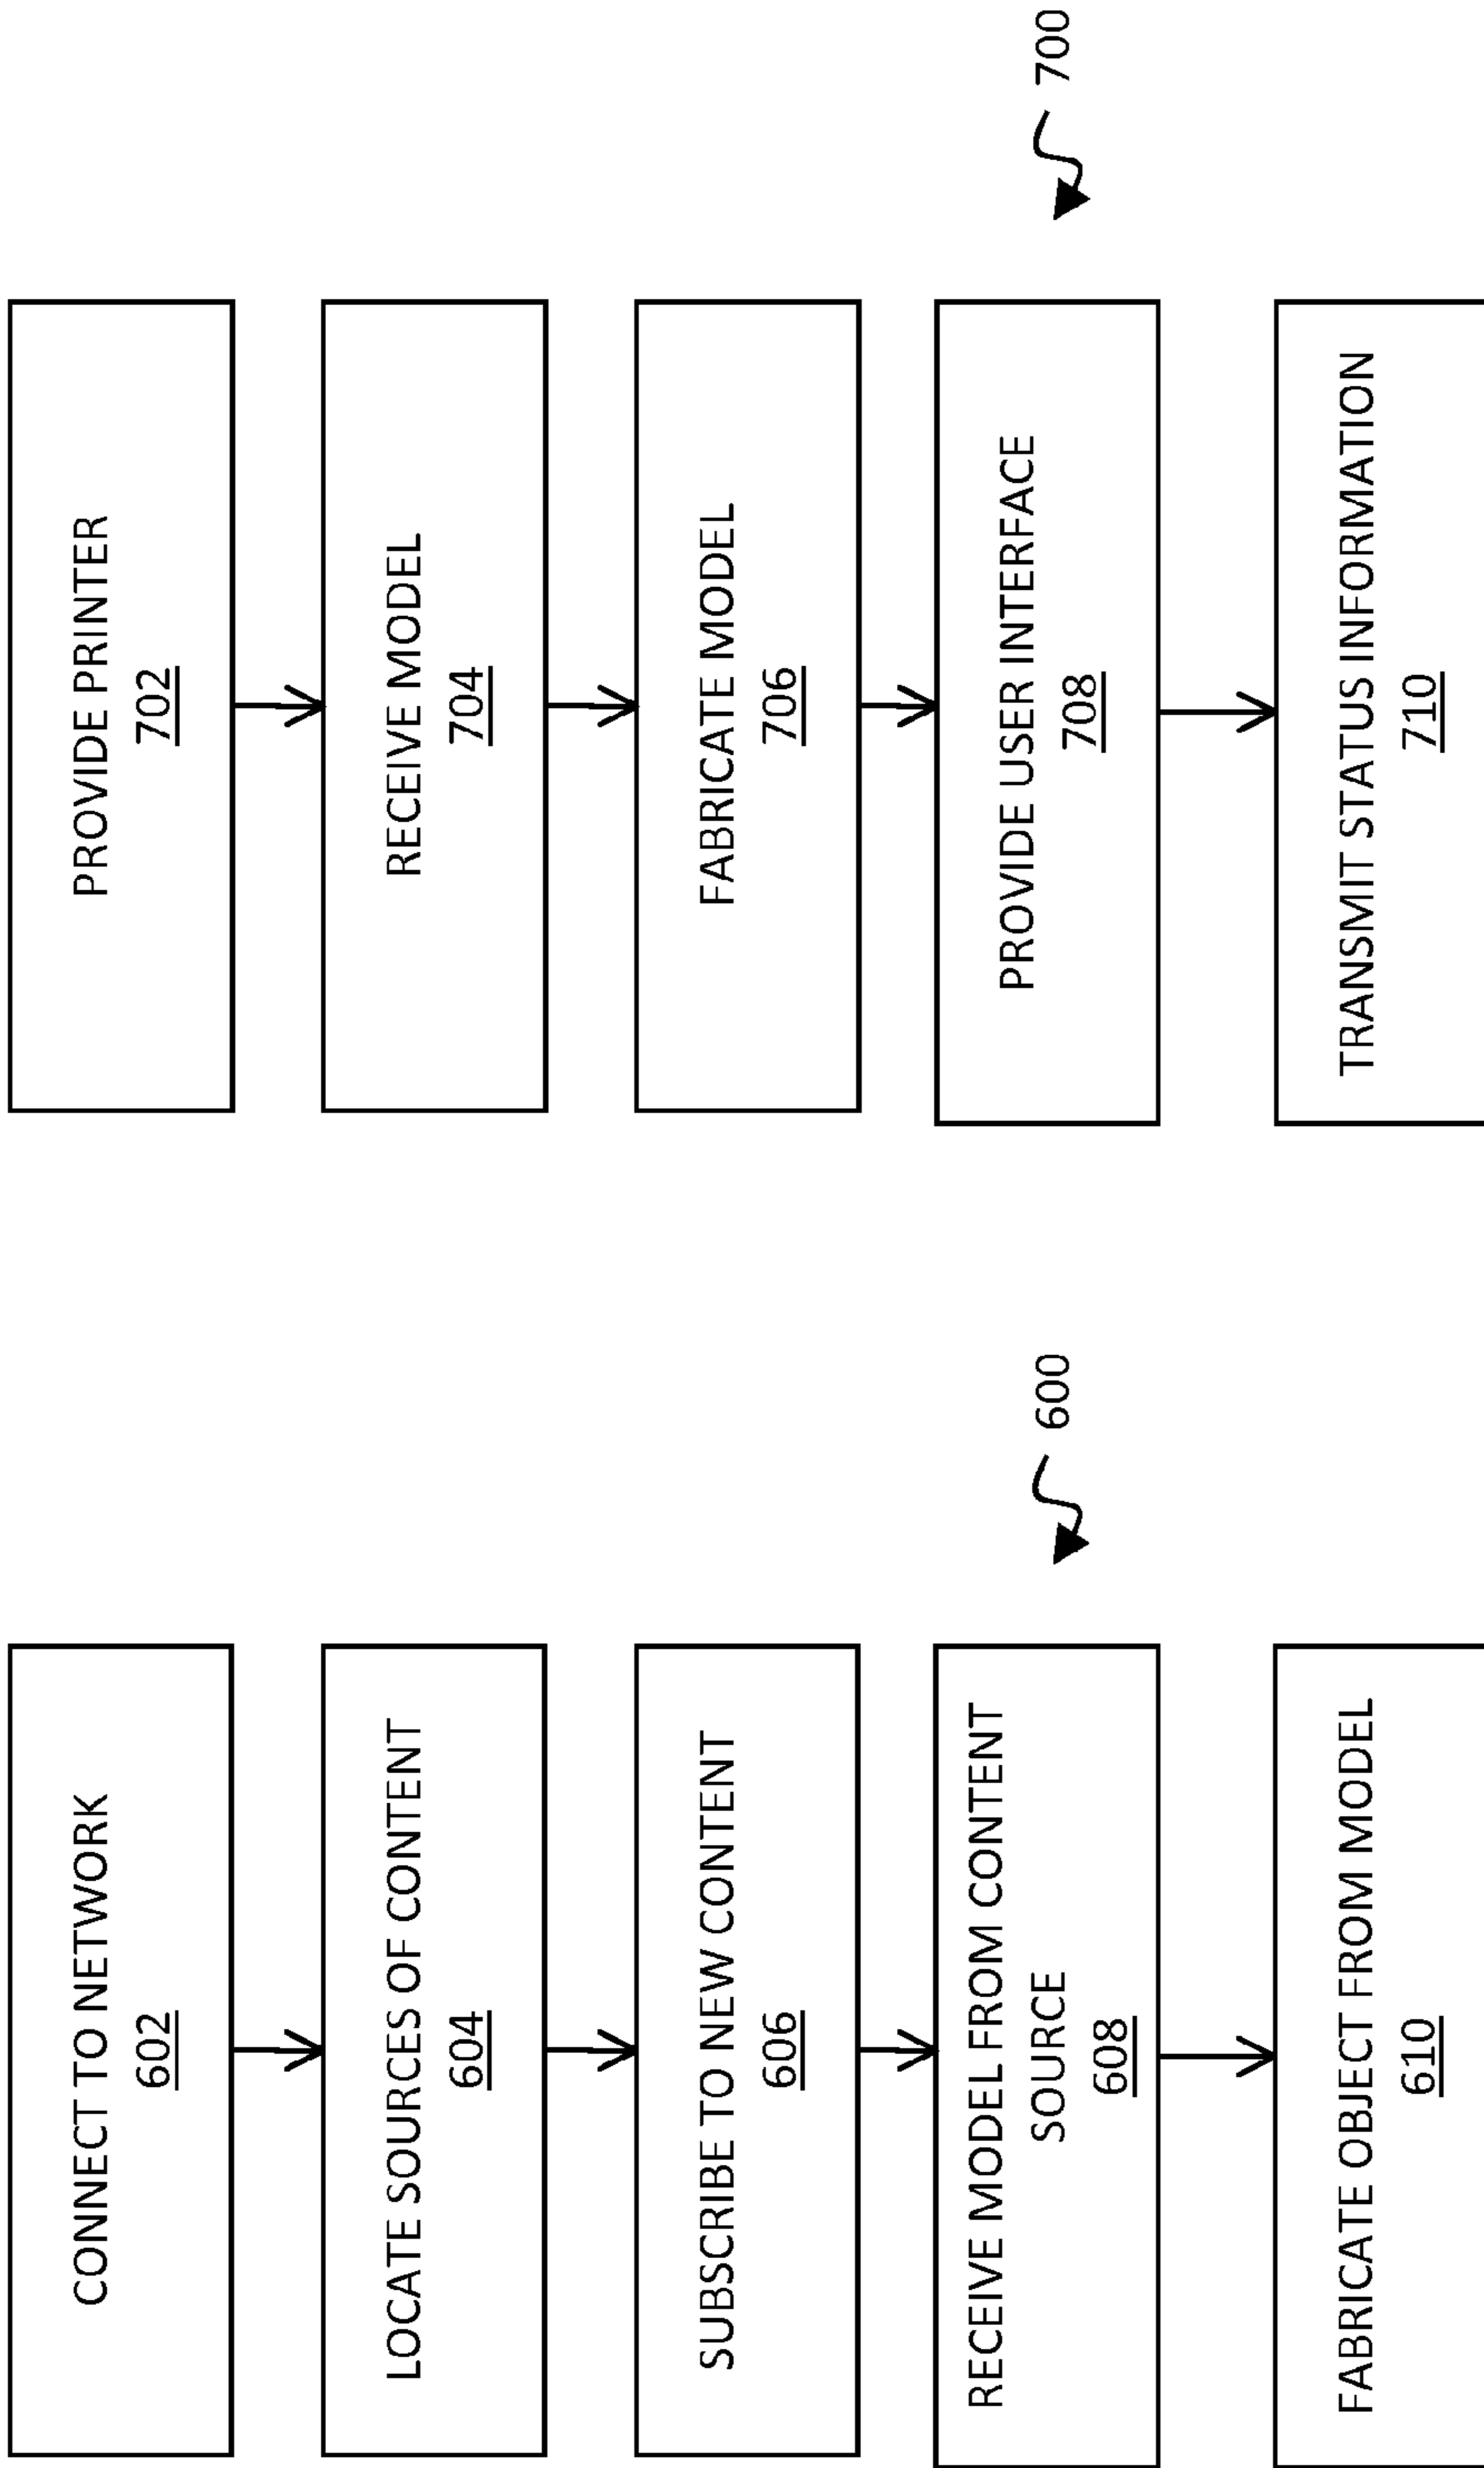 CONNECT TO NETWORK
602
LOCATE SOURCES OF CONTENT
604
SUBSCRIBE TO NEW CONTENT
606
RECEIVE MODEL FROM CONTENT
SOURCE
608
FABRICATE OBJECT FROM MODEL
610
600
PROVIDE PRINTER
702
RECEIVE MODEL
704
FABRICATE MODEL
706
PROVIDE USER INTERFACE
708
TRANSMIT STATUS INFORMATION
710
700